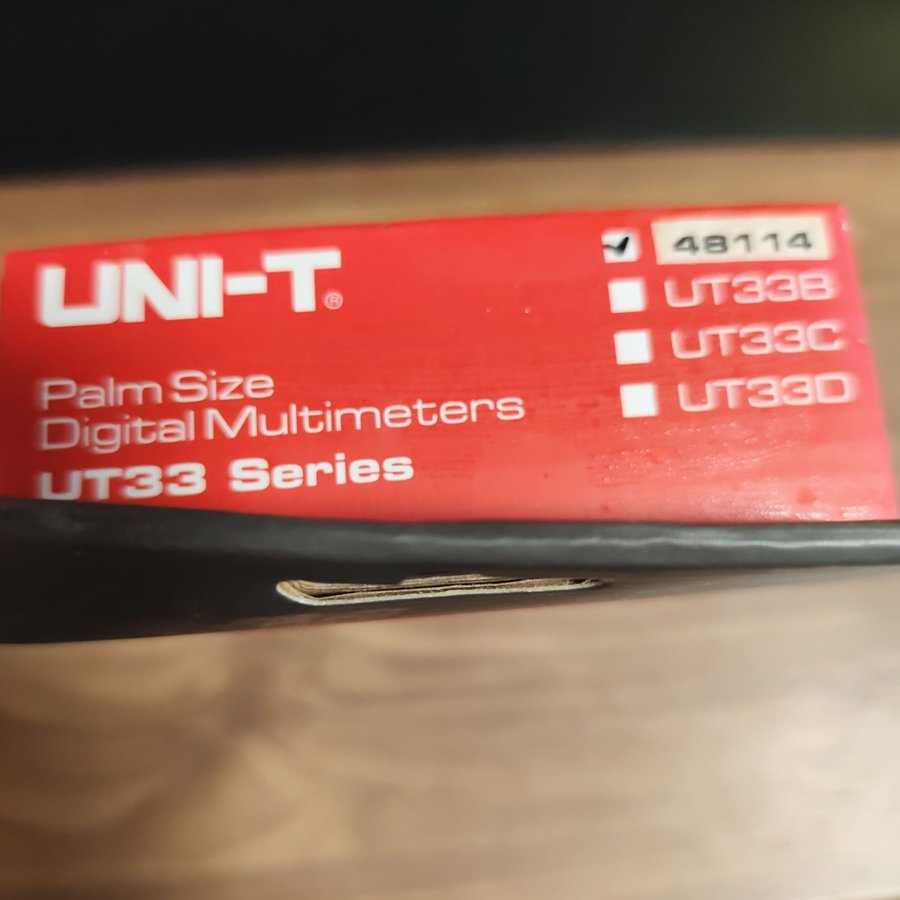 UNI-T®
Palm Size
Digital Multimeters
UT33 Series
48114
UT33B
UT33C
UT33D